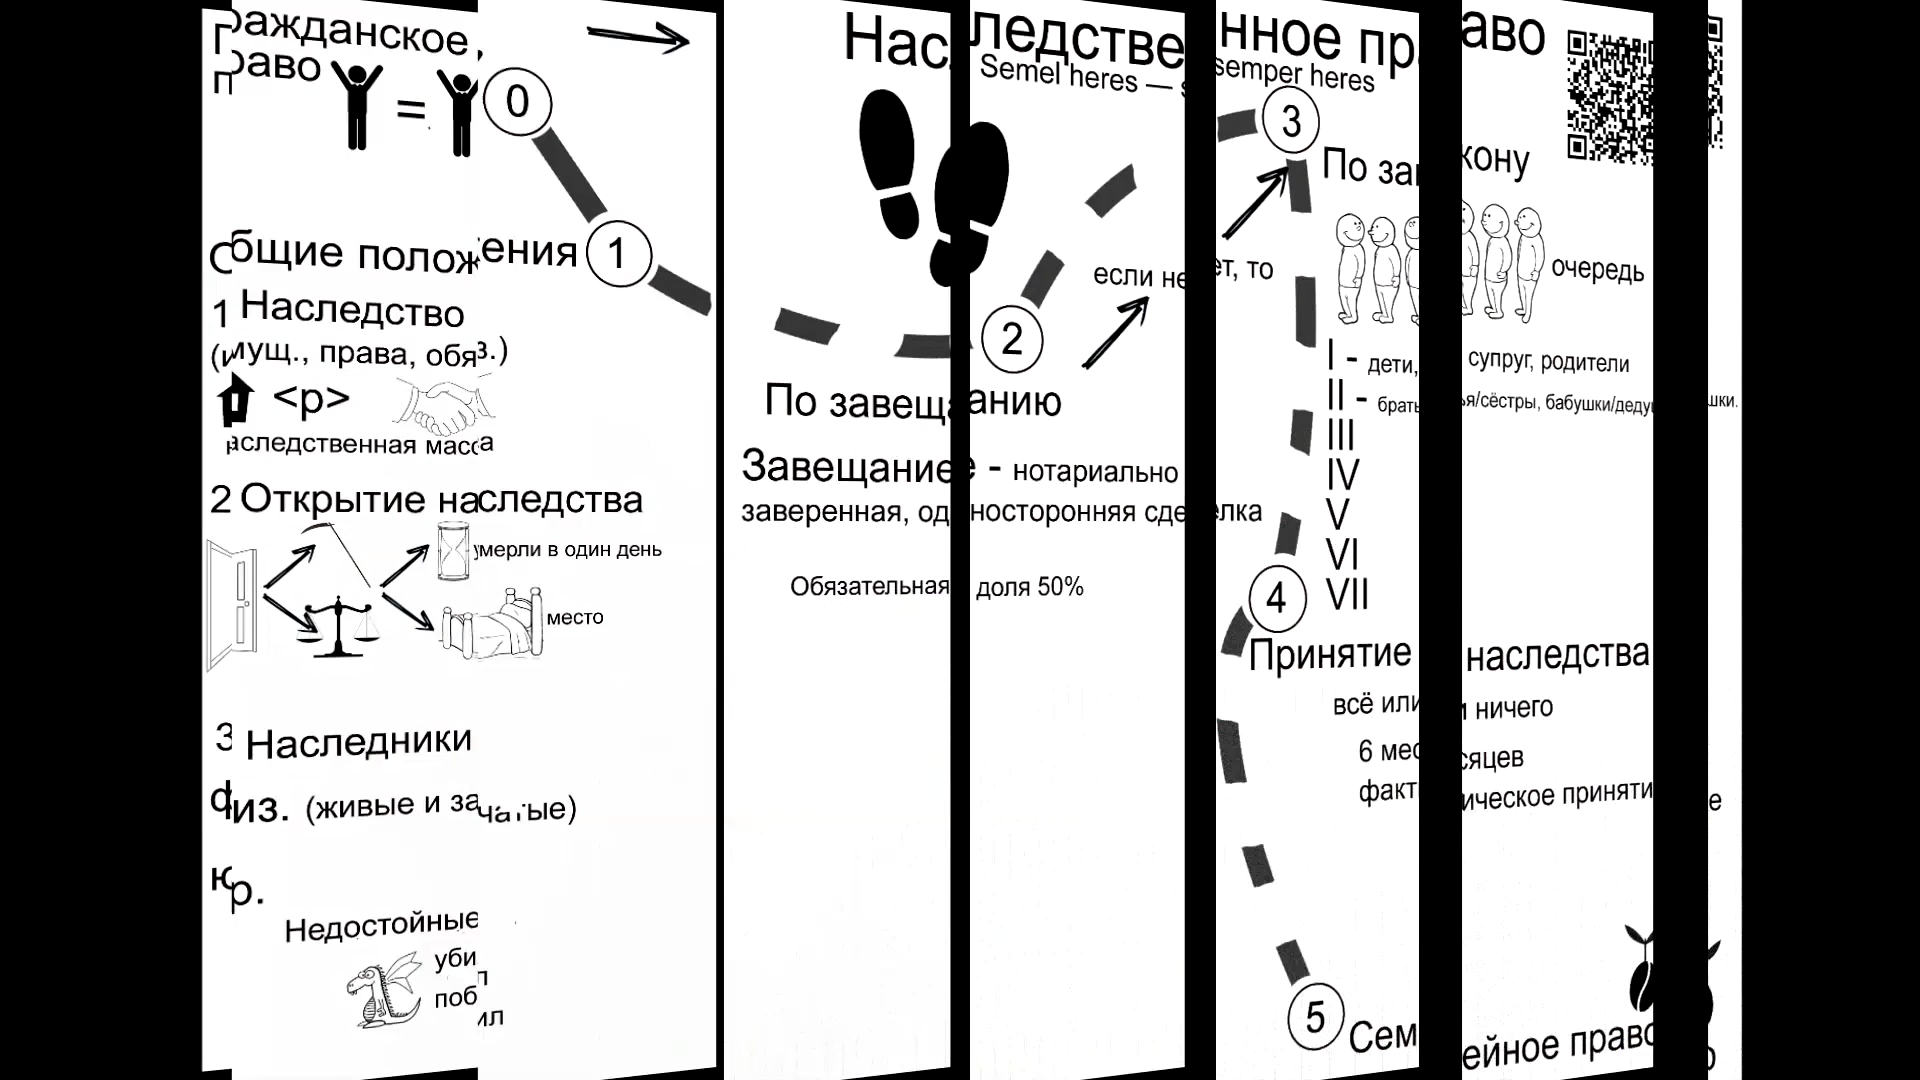 Гражданское
право
=
0
Общие положения 1
1 Наследство
(имущ., права, обяз.)
<р>
наследственная масса
2 Открытие наследства
умерли в один день
место
3 Наследники
физ. (живые и зачатые)
юр.
Недостойные
убил
побил
Наследственное право
Semel heres — semper heres
2
если нет, то
По завещанию
Завещание - нотариально
заверенная, односторонняя сделка
Обязательная доля 50%
3
По закону
очередь
I - дети, супруг, родители
II - братья/сёстры, бабушки/дедушки.
III
IV
V
VI
VII
4
Принятие наследства
всё или ничего
6 месяцев
фактическое принятие
5 Семейное право